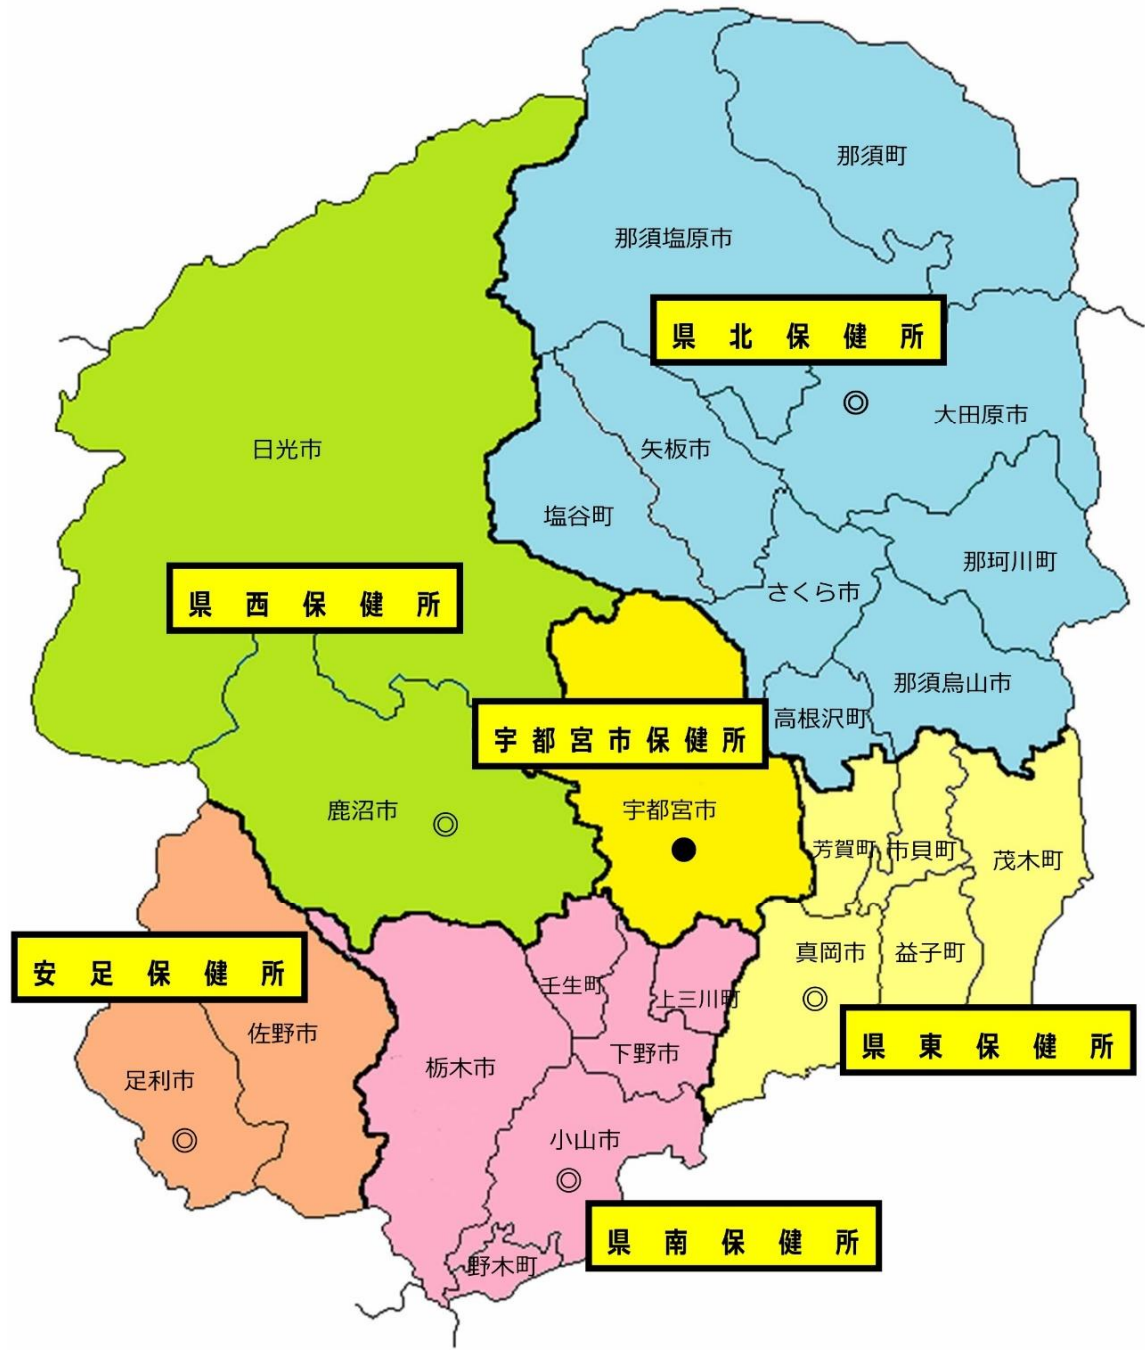 那須町
那須塩原市
県北保健所
大田原市
日光市
矢板市
塩谷町
那珂川町
県西保健所
さくら市
那須烏山市
高根沢町
宇都宮市保健所
鹿沼市
宇都宮市
芳賀町
市貝町
茂木町
安足保健所
真岡市
益子町
壬生町
上三川町
佐野市
県東保健所
下野市
栃木市
足利市
小山市
県南保健所
野木町